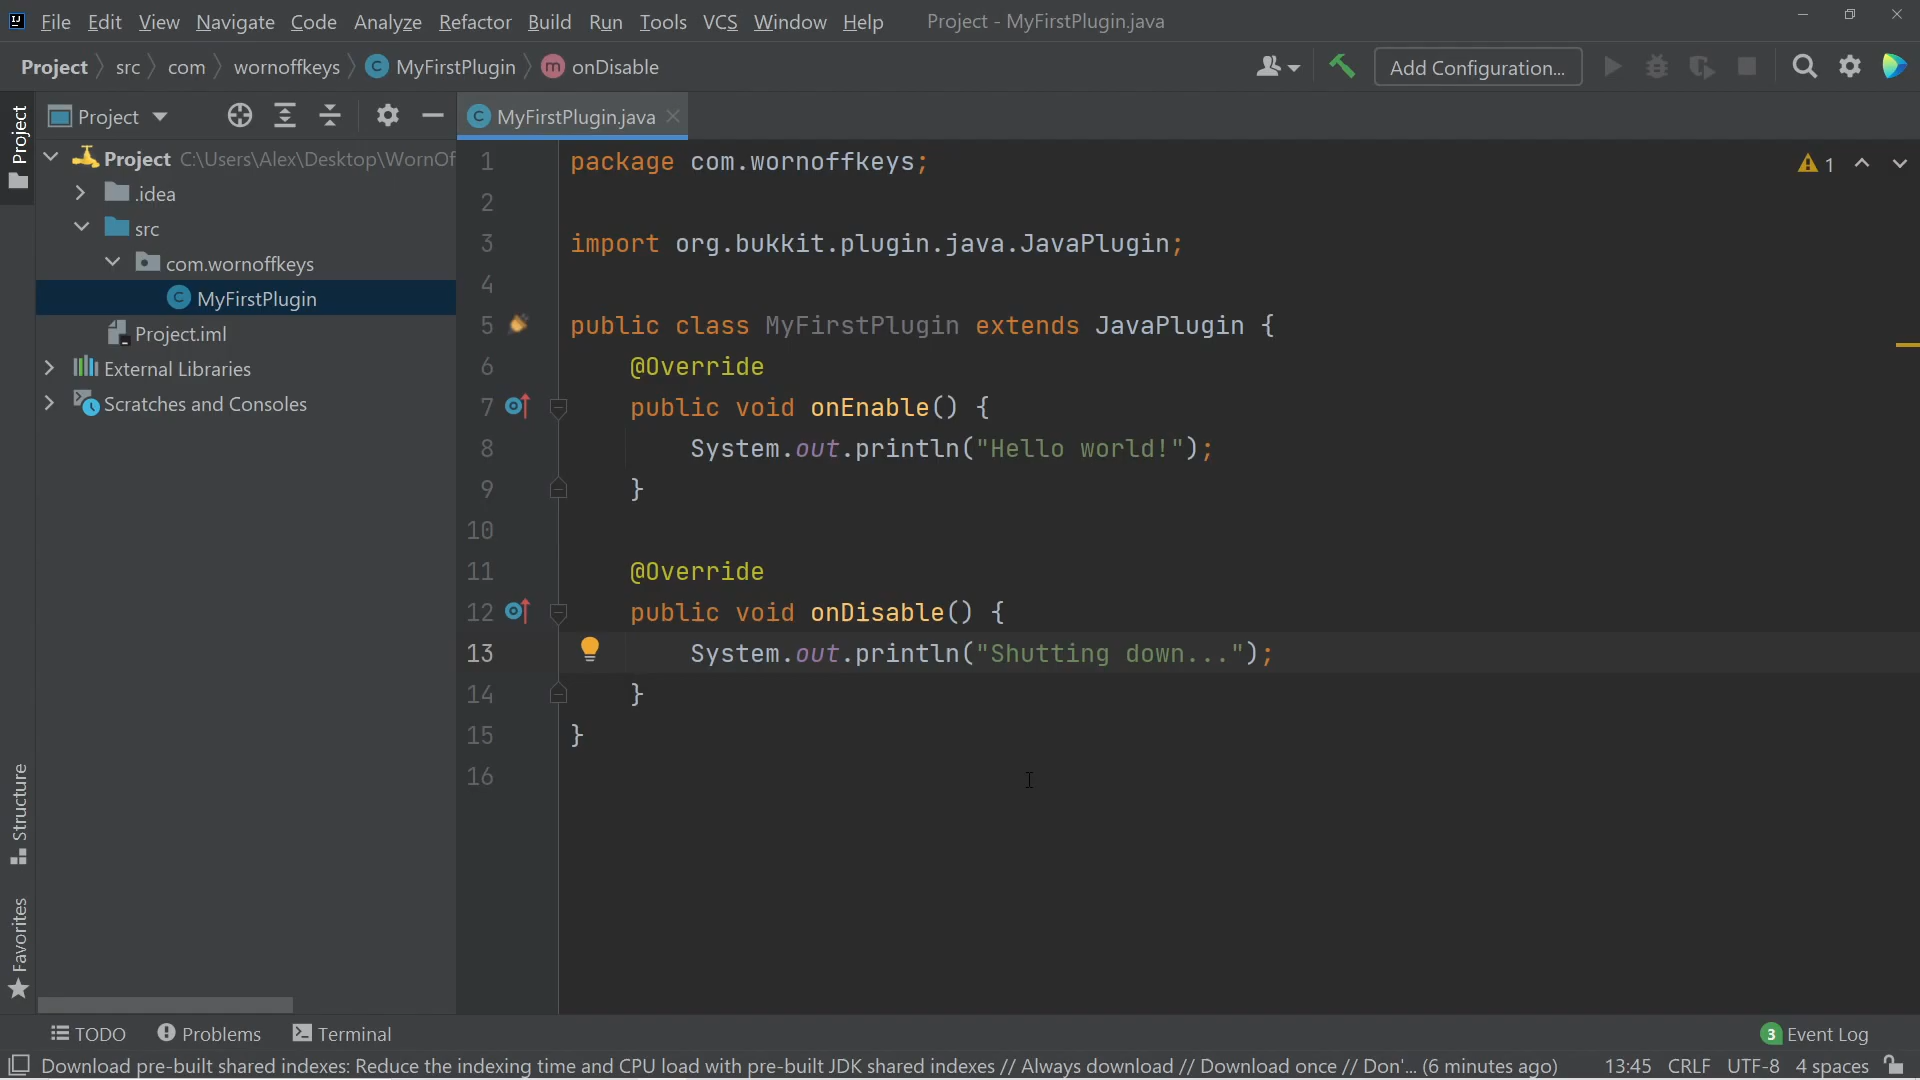 File Edit View Navigate Code Analyze Refactor Build Run Tools VCS Window Help Project - MyFirstPlugin.java
Project src com wornoffkeys MyFirstPlugin onDisable Add Configuration...
Project
Project
MyFirstPlugin.java
Project C:\Users\Alex\Desktop\WornOf
.idea
src
com.wornoffkeys
MyFirstPlugin
Project.iml
External Libraries
Scratches and Consoles
1 package com.wornoffkeys;
2
3 import org.bukkit.plugin.java.JavaPlugin;
4
5 public class MyFirstPlugin extends JavaPlugin {
6 @Override
7 public void onEnable() {
8 System.out.println("Hello world!");
9 }
10
11 @Override
12 public void onDisable() {
13 System.out.println("Shutting down...");
14 }
15 }
16
1
Structure
Favorites
TODO Problems Terminal 3 Event Log
Download pre-built shared indexes: Reduce the indexing time and CPU load with pre-built JDK shared indexes // Always download // Download once // Don'... (6 minutes ago) 13:45 CRLF UTF-8 4 spaces